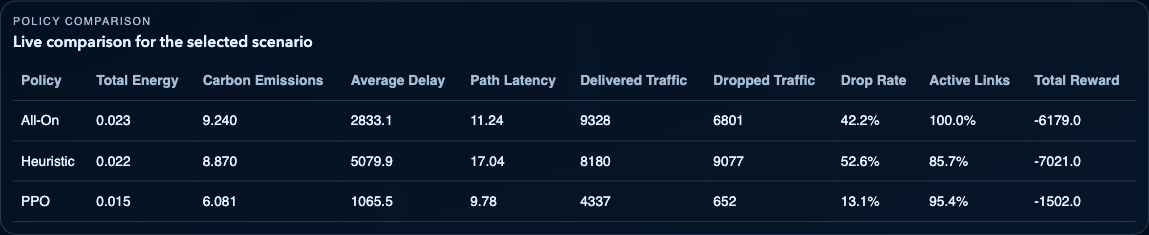 POLICY COMPARISON
Live comparison for the selected scenario
Policy Total Energy Carbon Emissions Average Delay Path Latency Delivered Traffic Dropped Traffic Drop Rate Active Links Total Reward
All-On 0.023 9.240 2833.1 11.24 9328 6801 42.2% 100.0% -6179.0
Heuristic 0.022 8.870 5079.9 17.04 8180 9077 52.6% 85.7% -7021.0
PPO 0.015 6.081 1065.5 9.78 4337 652 13.1% 95.4% -1502.0